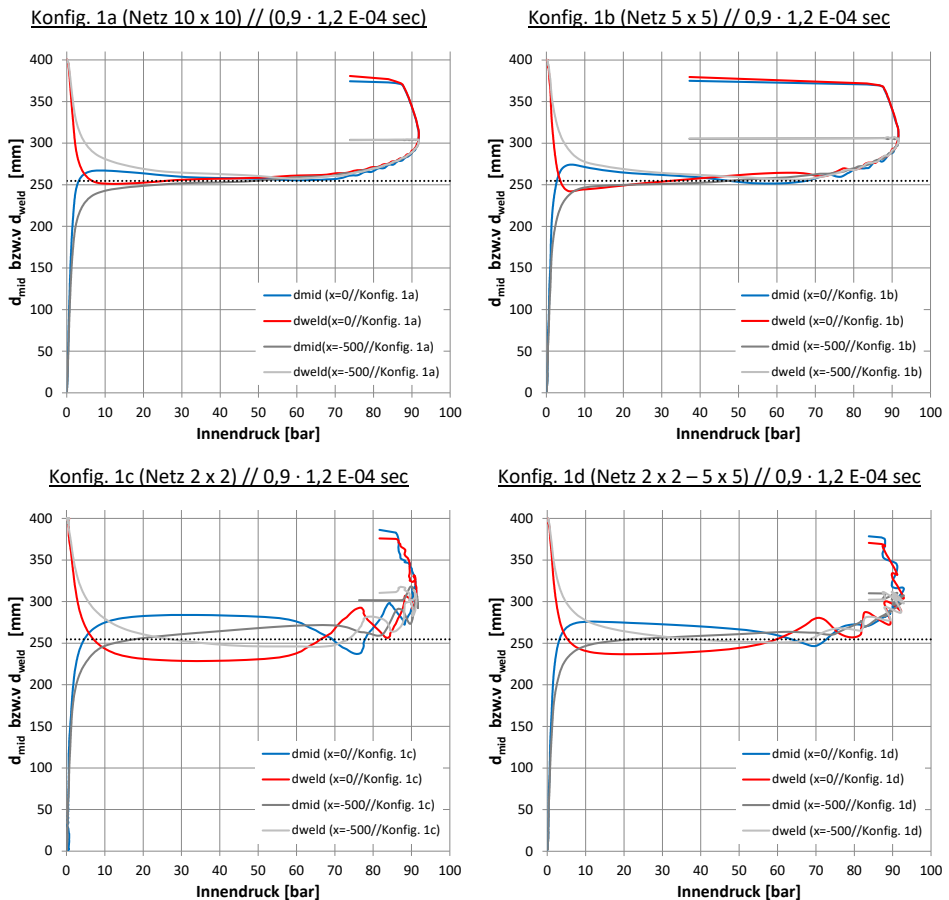 Konfig. 1a (Netz 10 x 10) // (0,9 · 1,2 E-04 sec)
d_mid bzw.v d_weld [mm]
400
350
300
250
200
150
100
50
0
dmid (x=0//Konfig. 1a)
dweld(x=0//Konfig. 1a)
dmid(x=-500//Konfig. 1a)
dweld(x=-500//Konfig. 1a)
0 10 20 30 40 50 60 70 80 90 100
Innendruck [bar]
Konfig. 1b (Netz 5 x 5) // 0,9 · 1,2 E-04 sec
d_mid bzw.v d_weld [mm]
400
350
300
250
200
150
100
50
0
dmid (x=0//Konfig. 1b)
dweld (x=0//Konfig. 1b)
dmid (x=-500//Konfig. 1b)
dweld (x=-500//Konfig. 1b)
0 10 20 30 40 50 60 70 80 90 100
Innendruck [bar]
Konfig. 1c (Netz 2 x 2) // 0,9 · 1,2 E-04 sec
d_mid bzw.v d_weld [mm]
400
350
300
250
200
150
100
50
0
dmid (x=0//Konfig. 1c)
dweld (x=0//Konfig. 1c)
dmid (x=-500//Konfig. 1c)
dweld (x=-500//Konfig. 1c)
0 10 20 30 40 50 60 70 80 90 100
Innendruck [bar]
Konfig. 1d (Netz 2 x 2 – 5 x 5) // 0,9 · 1,2 E-04 sec
d_mid bzw.v d_weld [mm]
400
350
300
250
200
150
100
50
0
dmid (x=0//Konfig. 1d)
dweld (x=0//Konfig. 1d)
dmid (x=-500//Konfig. 1d)
dweld (x=-500//Konfig. 1d)
0 10 20 30 40 50 60 70 80 90 100
Innendruck [bar]